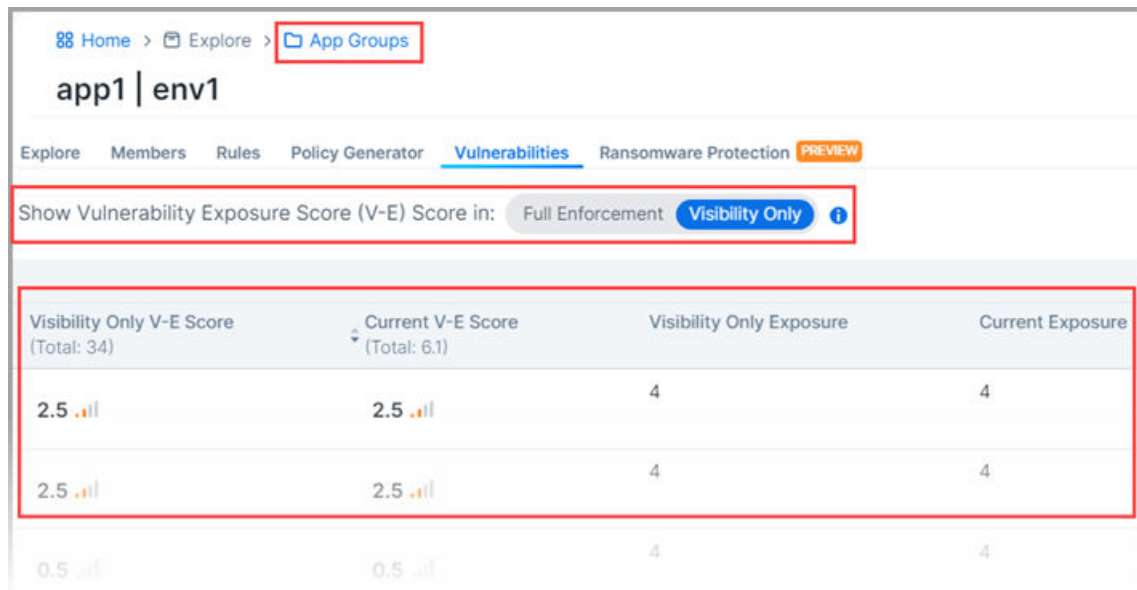 Home > Explore > App Groups
app1 | env1
Explore Members Rules Policy Generator Vulnerabilities Ransomware Protection PREVIEW
Show Vulnerability Exposure Score (V-E) Score in: Full Enforcement Visibility Only
Visibility Only V-E Score Current V-E Score Visibility Only Exposure Current Exposure
(Total: 34) (Total: 6.1)
2.5 2.5 4 4
2.5 2.5 4 4
0.5 0.5 4 4